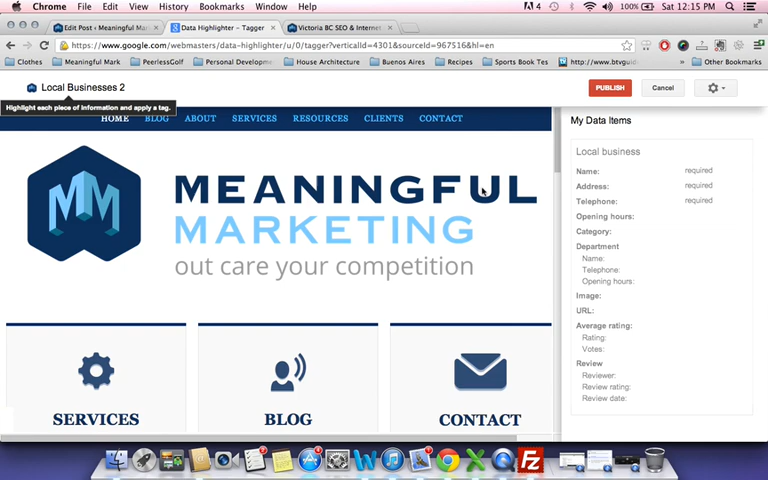 Chrome File Edit View History Bookmarks Window Help 4 100% Sat 12:15 PM
Edit Post ‹ Meaningful Mar Data Highlighter – Tagger Victoria BC SEO & Internet
https://www.google.com/webmasters/data-highlighter/u/0/tagger?verticalId=4301&sourceId=967516&hl=en
Clothes Meaningful Mark PeerlessGolf Personal Developm House Architecture Buenos Aires Recipes Sports Book Tes http://www.btvguid Other Bookmarks
Local Businesses 2 PUBLISH Cancel
Highlight each piece of information and apply a tag.
HOME BLOG ABOUT SERVICES RESOURCES CLIENTS CONTACT
My Data Items
MM
MEANINGFUL
MARKETING
out care your competition
SERVICES
BLOG
CONTACT
Local business
Name: required
Address: required
Telephone: required
Opening hours:
Category:
Department
Name:
Telephone:
Opening hours:
Image:
URL:
Average rating:
Rating:
Votes:
Review
Reviewer:
Review rating:
Review date: